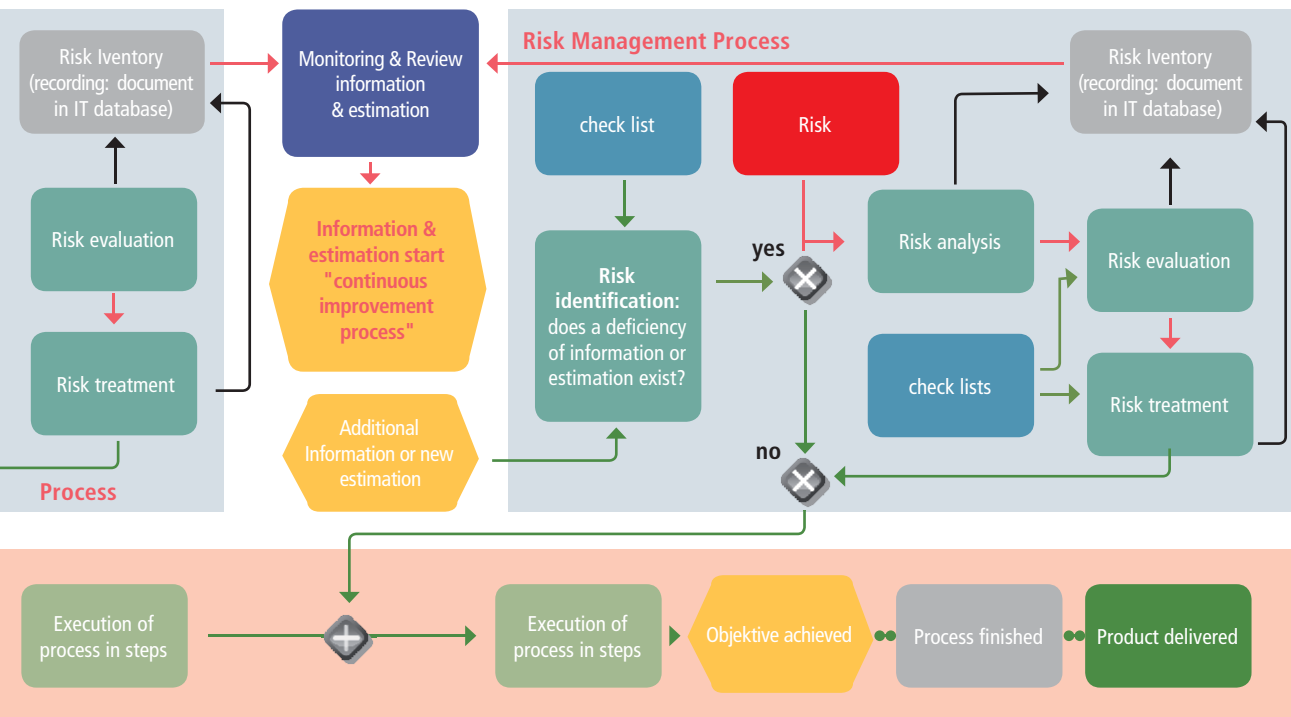 Risk Iventory
(recording: document
in IT database)
Risk evaluation
Risk treatment
Process
Monitoring & Review
information
& estimation
Information &
estimation start
"continuous
improvement
process"
Additional
Information or new
estimation
Risk Management Process
check list
Risk
identification:
does a deficiency
of information or
estimation exist?
Risk
yes
no
Risk analysis
check lists
Risk Iventory
(recording: document
in IT database)
Risk evaluation
Risk treatment
Execution of
process in steps
Execution of
process in steps
Objektive achieved
Process finished
Product delivered